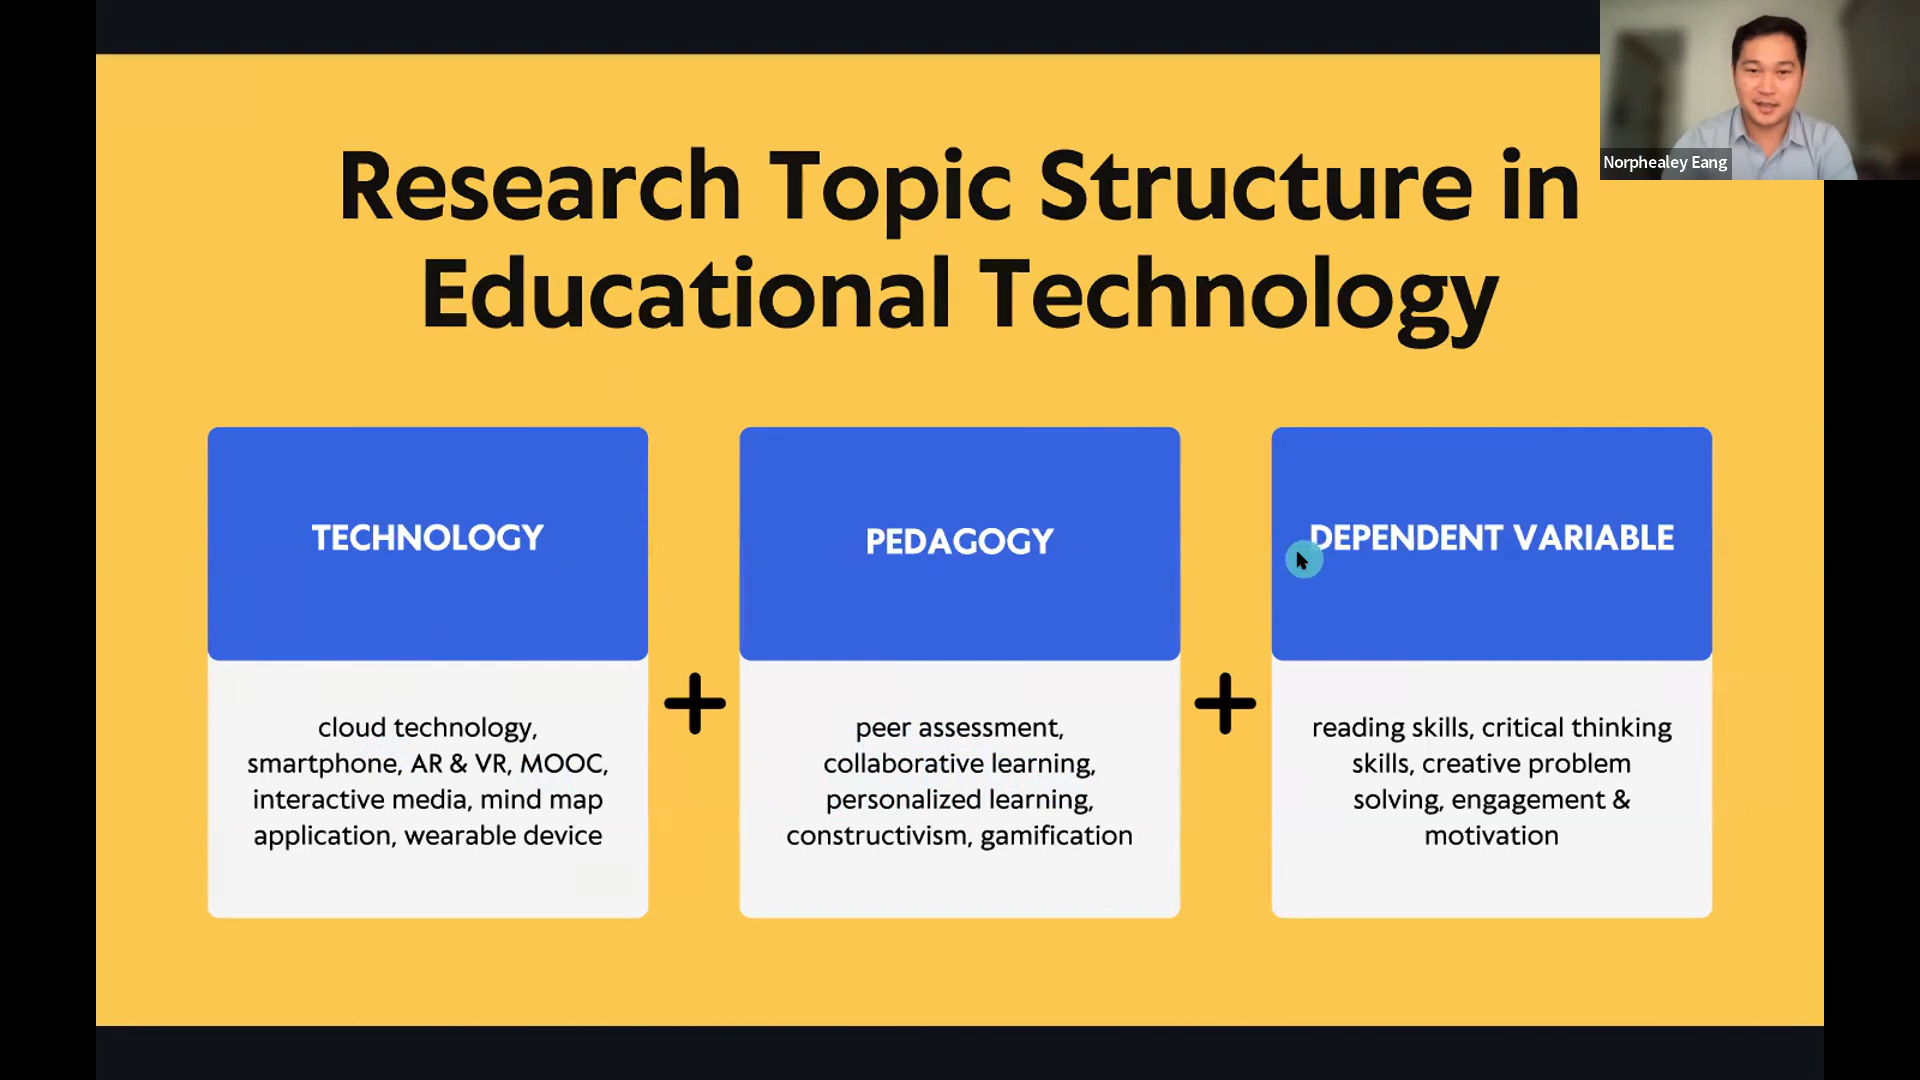 Research Topic Structure in
Educational Technology
Norphealey Eang
TECHNOLOGY
cloud technology,
smartphone, AR & VR, MOOC,
interactive media, mind map
application, wearable device
PEDAGOGY
peer assessment,
collaborative learning,
personalized learning,
constructivism, gamification
DEPENDENT VARIABLE
reading skills, critical thinking
skills, creative problem
solving, engagement &
motivation